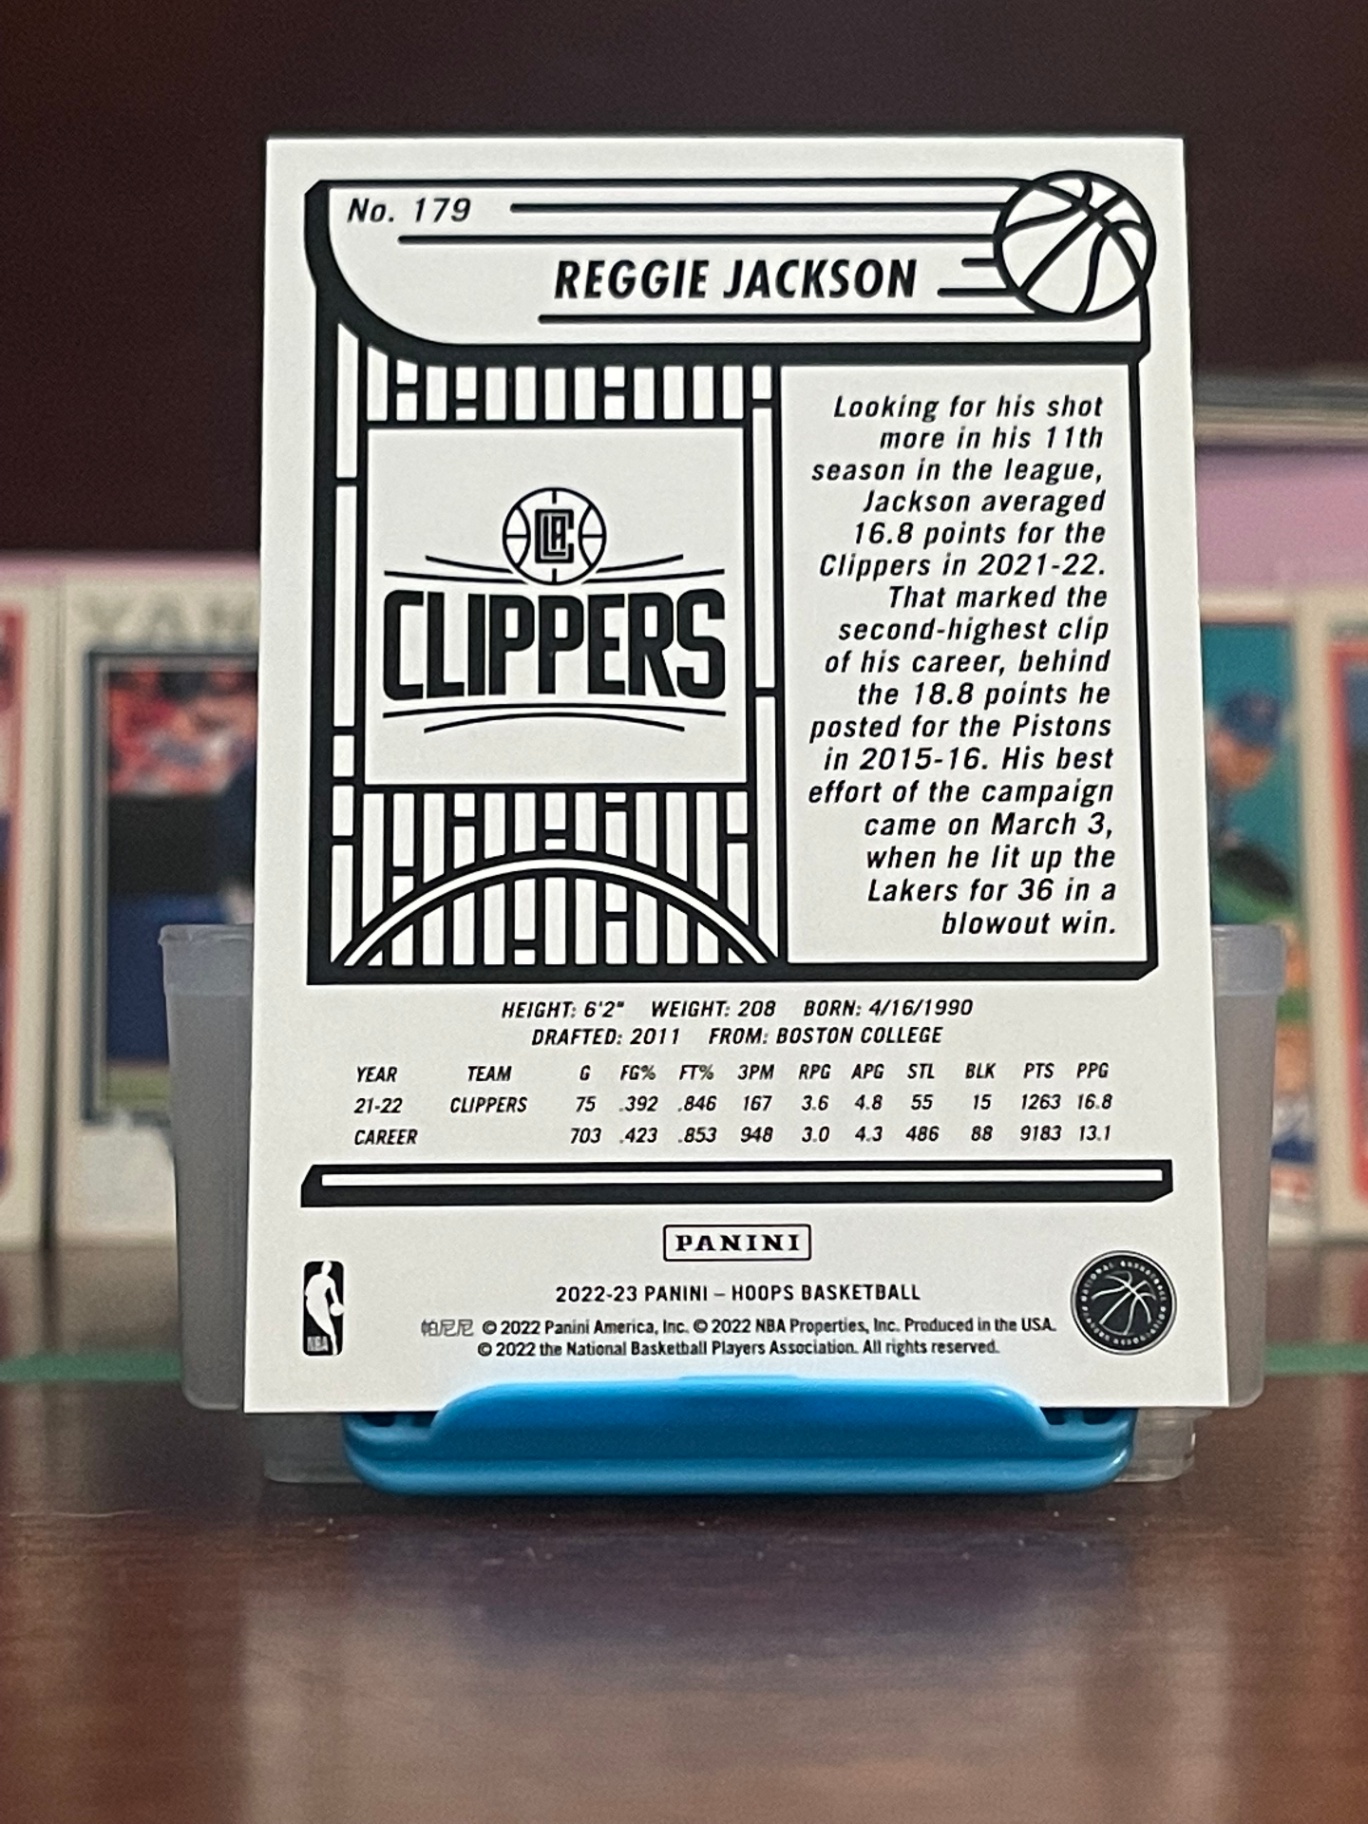 No. 179
REGGIE JACKSON
LAC
CLIPPERS
Looking for his shot
more in his 11th
season in the league,
Jackson averaged
16.8 points for the
Clippers in 2021-22.
That marked the
second-highest clip
of his career, behind
the 18.8 points he
posted for the Pistons
in 2015-16. His best
effort of the campaign
came on March 3,
when he lit up the
Lakers for 36 in a
blowout win.
HEIGHT: 6'2" WEIGHT: 208 BORN: 4/16/1990
DRAFTED: 2011 FROM: BOSTON COLLEGE
YEAR TEAM G FG% FT% 3PM RPG APG STL BLK PTS PPG
21-22 CLIPPERS 75 .392 .846 167 3.6 4.8 55 15 1263 16.8
CAREER 703 .423 .853 948 3.0 4.3 486 88 9183 13.1
PANINI
2022-23 PANINI – HOOPS BASKETBALL
帕尼尼 © 2022 Panini America, Inc. © 2022 NBA Properties, Inc. Produced in the USA.
© 2022 the National Basketball Players Association. All rights reserved.
NBA